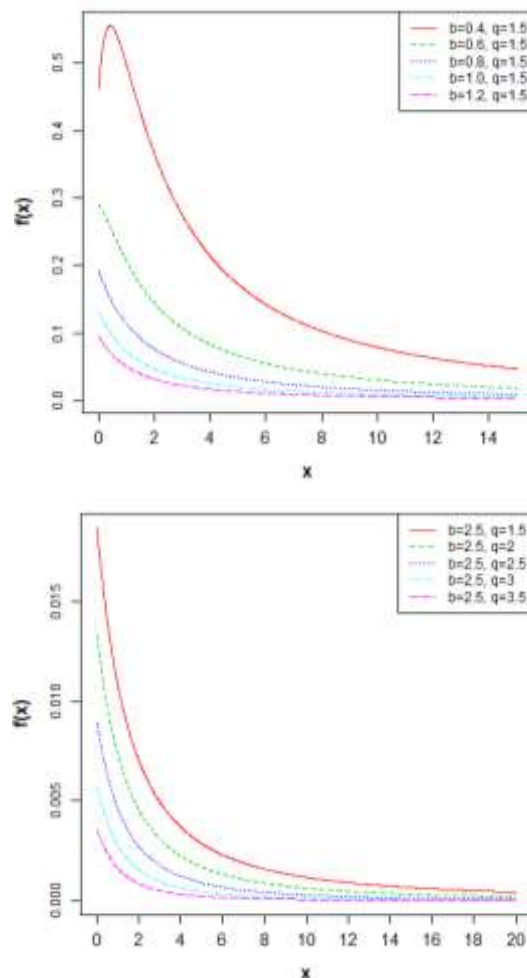 b=0.4, q=1.5
b=0.6, q=1.5
b=0.8, q=1.5
b=1.0, q=1.5
b=1.2, q=1.5
f(x)
0.5
0.4
0.3
0.2
0.1
0.0
0 2 4 6 8 10 12 14
x
b=2.5, q=1.5
b=2.5, q=2
b=2.5, q=2.5
b=2.5, q=3
b=2.5, q=3.5
f(x)
0.015
0.010
0.005
0.000
0 2 4 6 8 10 12 14 16 18 20
x